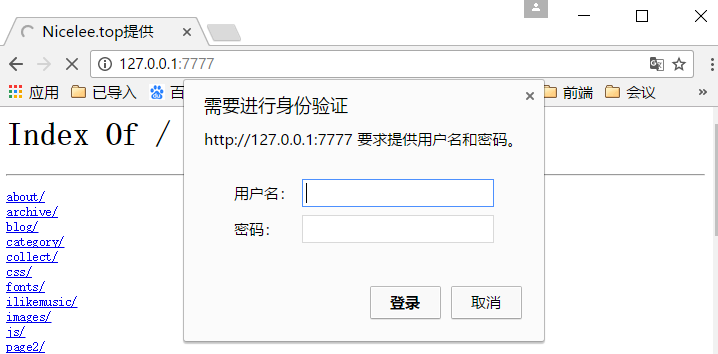 Nicelee.top提供
127.0.0.1:7777
应用 已导入 前端 会议 »
需要进行身份验证
http://127.0.0.1:7777 要求提供用户名和密码。
用户名：
密码：
登录 取消
Index Of /
about/
archive/
blog/
category/
collect/
css/
fonts/
ilikemusic/
images/
js/
page2/